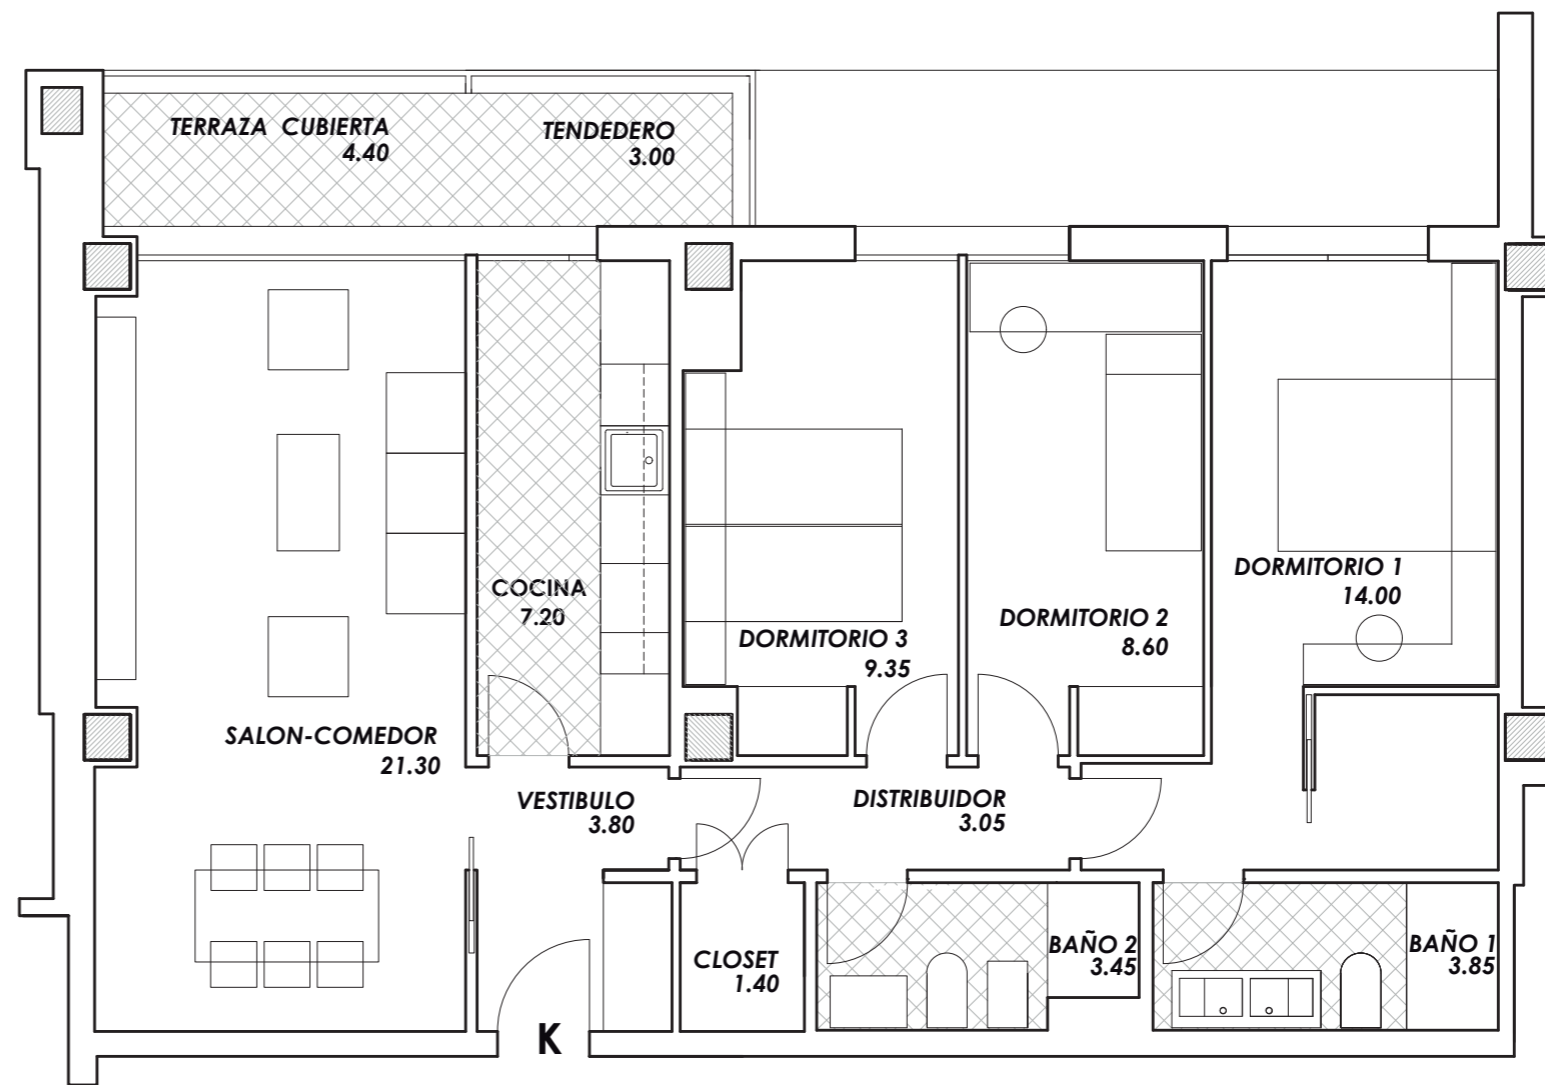 TERRAZA CUBIERTA
4.40
TENDEDERO
3.00
COCINA
7.20
DORMITORIO 3
9.35
DORMITORIO 2
8.60
DORMITORIO 1
14.00
SALON-COMEDOR
21.30
VESTIBULO
3.80
DISTRIBUIDOR
3.05
CLOSET
1.40
BAÑO 2
3.45
BAÑO 1
3.85
K